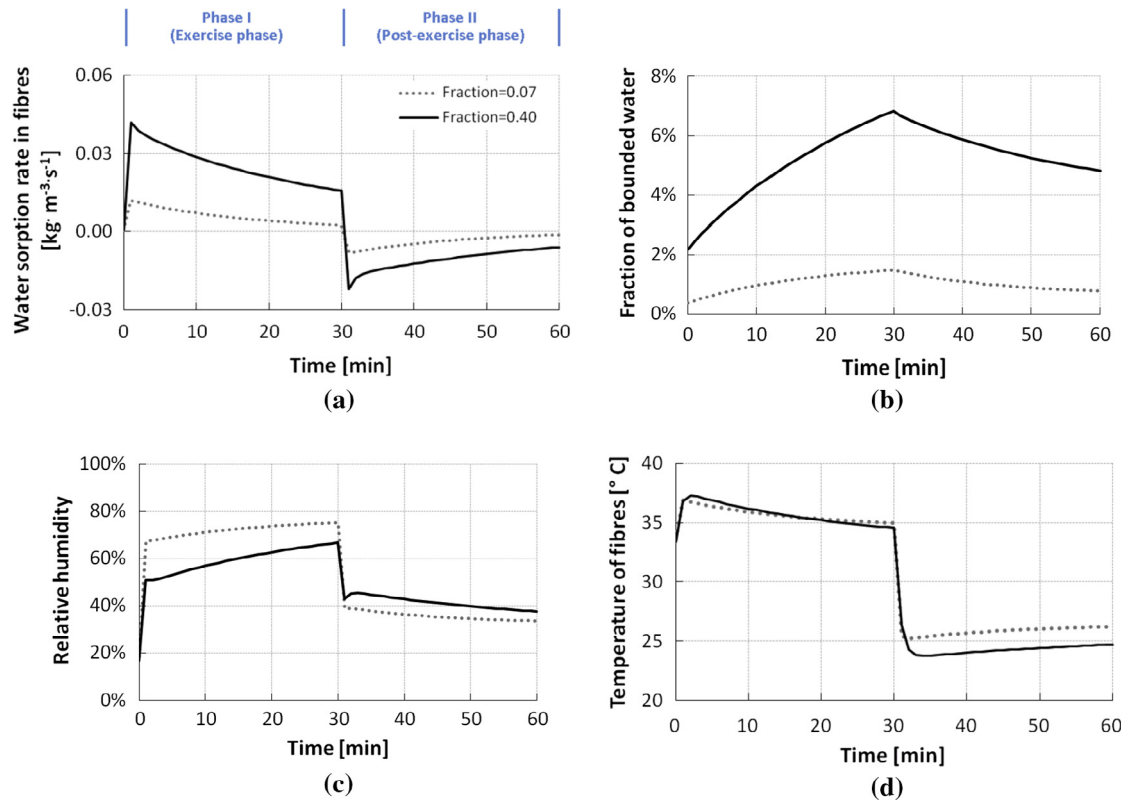 Phase I
(Exercise phase)
Phase II
(Post-exercise phase)
Water sorption rate in fibres
[kg· m-3·s-1]
0.06
0.03
0.00
-0.03
Fraction=0.07
Fraction=0.40
0 10 20 30 40 50 60
Time [min]
(a)
Fraction of bounded water
8%
6%
4%
2%
0%
0 10 20 30 40 50 60
Time [min]
(b)
Relative humidity
100%
80%
60%
40%
20%
0%
0 10 20 30 40 50 60
Time [min]
(c)
Temperature of fibres [° C]
40
35
30
25
20
0 10 20 30 40 50 60
Time [min]
(d)